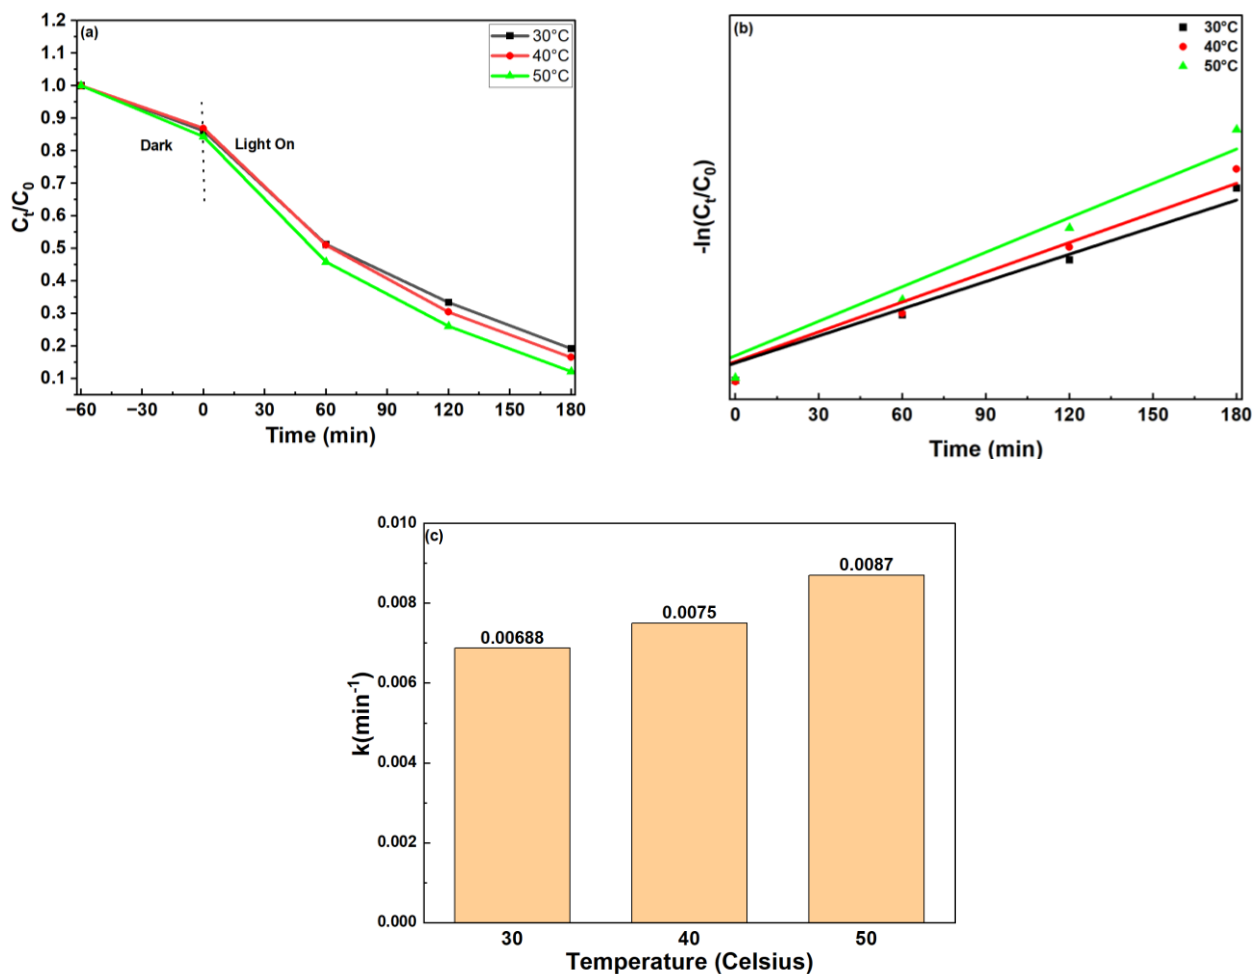 (a)
30°C
40°C
50°C
1.2
1.1
1.0
0.9
0.8
0.7
0.6
0.5
0.4
0.3
0.2
0.1
Dark
Light On
Cₜ/C₀
−60 −30 0 30 60 90 120 150 180
Time (min)
(b)
30°C
40°C
50°C
-ln(Cₜ/C₀)
0 30 60 90 120 150 180
Time (min)
(c)
0.010
0.008
0.006
0.004
0.002
0.000
k(min⁻¹)
0.00688
0.0075
0.0087
30 40 50
Temperature (Celsius)